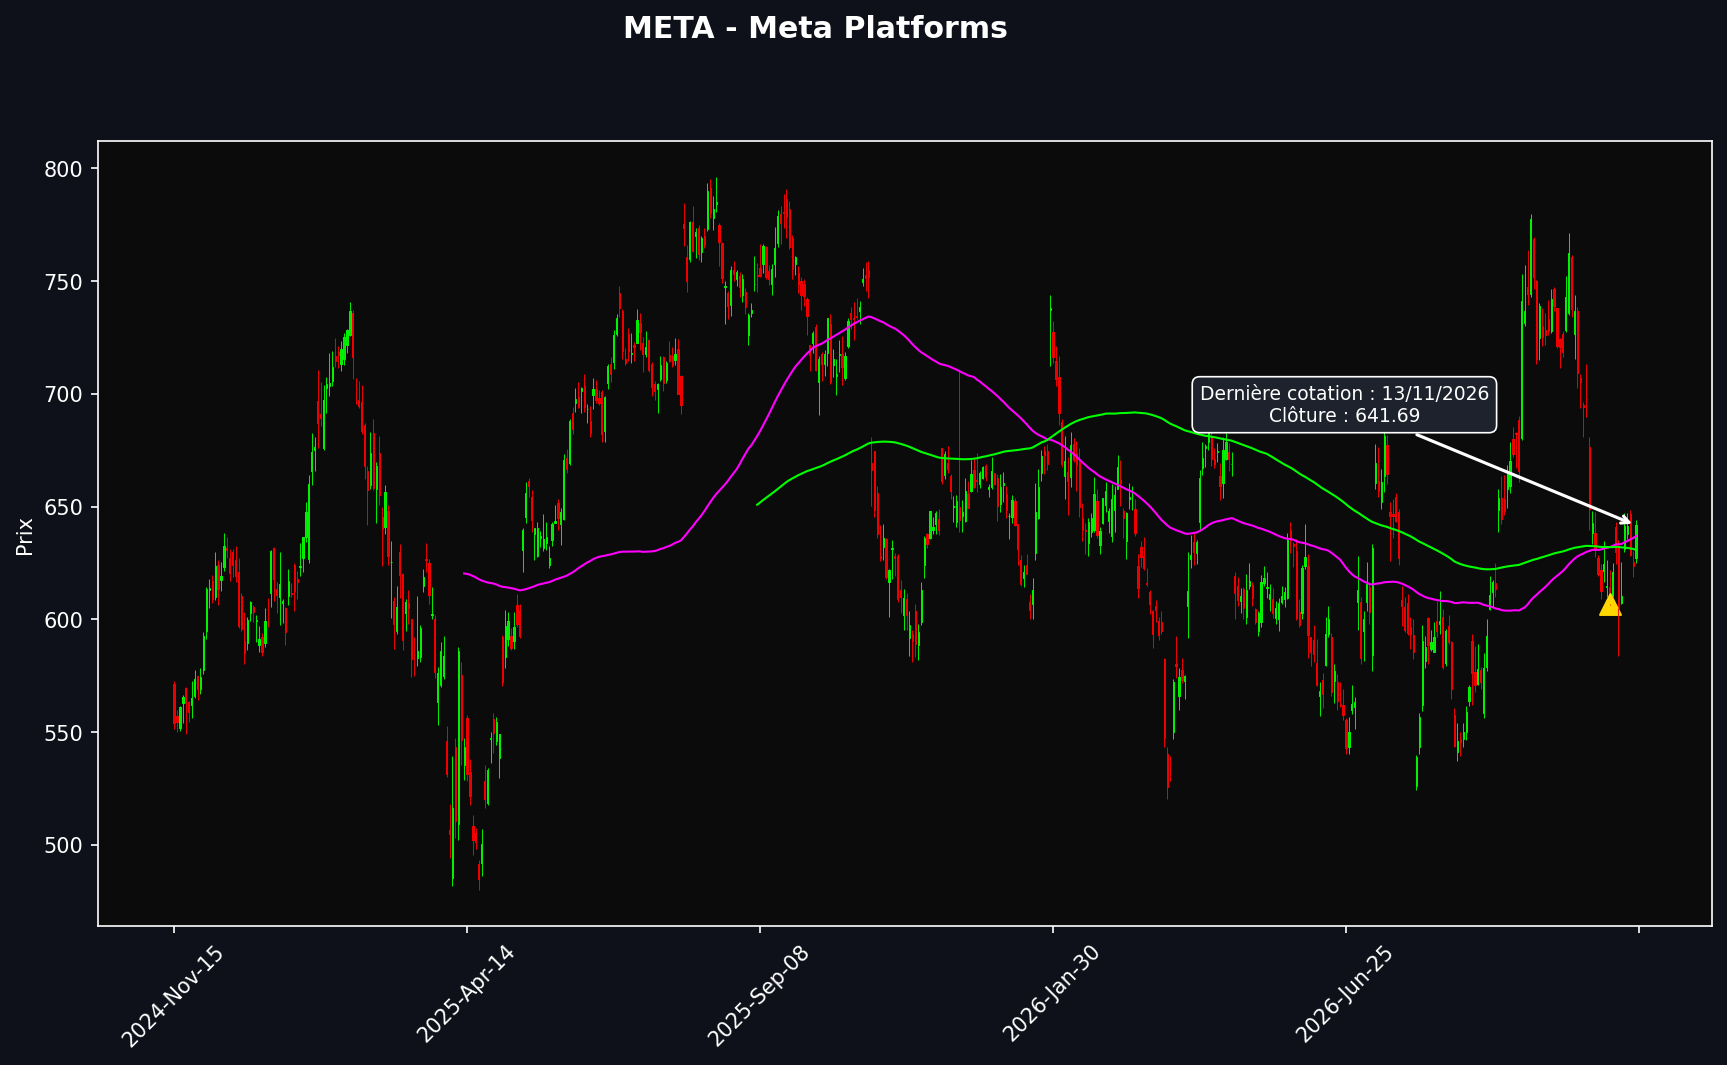 META - Meta Platforms
Prix
800
750
700
650
600
550
500
Dernière cotation : 13/11/2026
Clôture : 641.69
2024-Nov-15
2025-Apr-14
2025-Sep-08
2026-Jan-30
2026-Jun-25